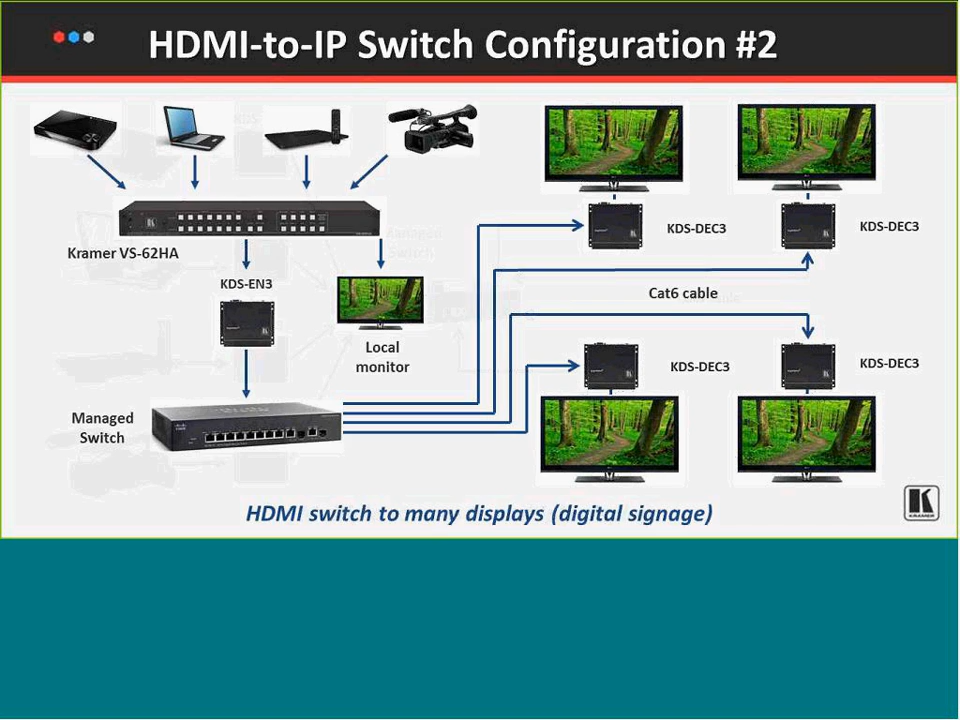 HDMI-to-IP Switch Configuration #2
Kramer VS-62HA
KDS-EN3
Local
monitor
Managed
Switch
KDS-DEC3
KDS-DEC3
Cat6 cable
KDS-DEC3
KDS-DEC3
HDMI switch to many displays (digital signage)
KRAMER